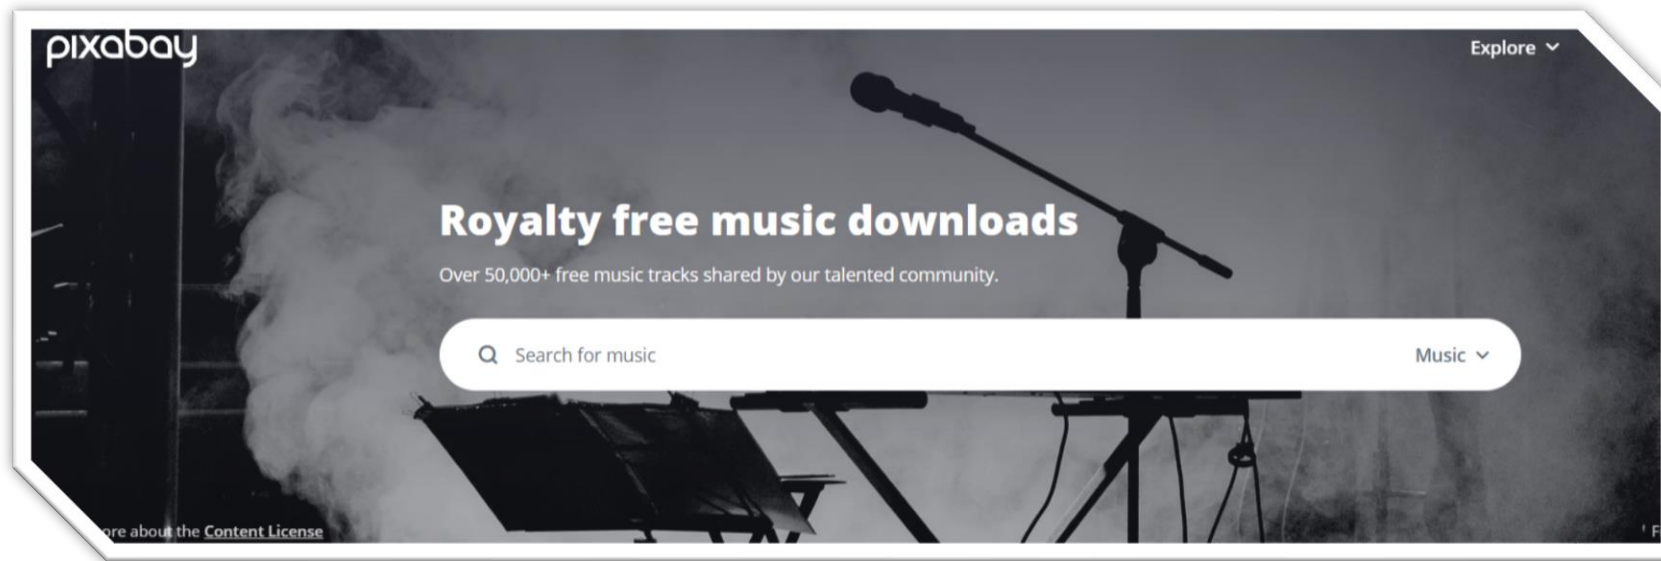 pixabay
Explore
Royalty free music downloads
Over 50,000+ free music tracks shared by our talented community.
Search for music
Music
about the Content License